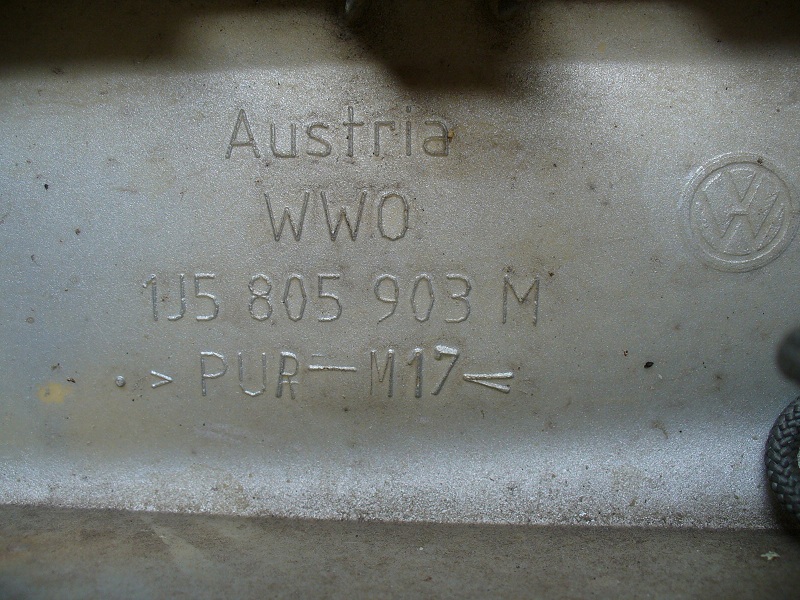 Austria
WWO
1J5 805 903 M
> PUR-M17 <